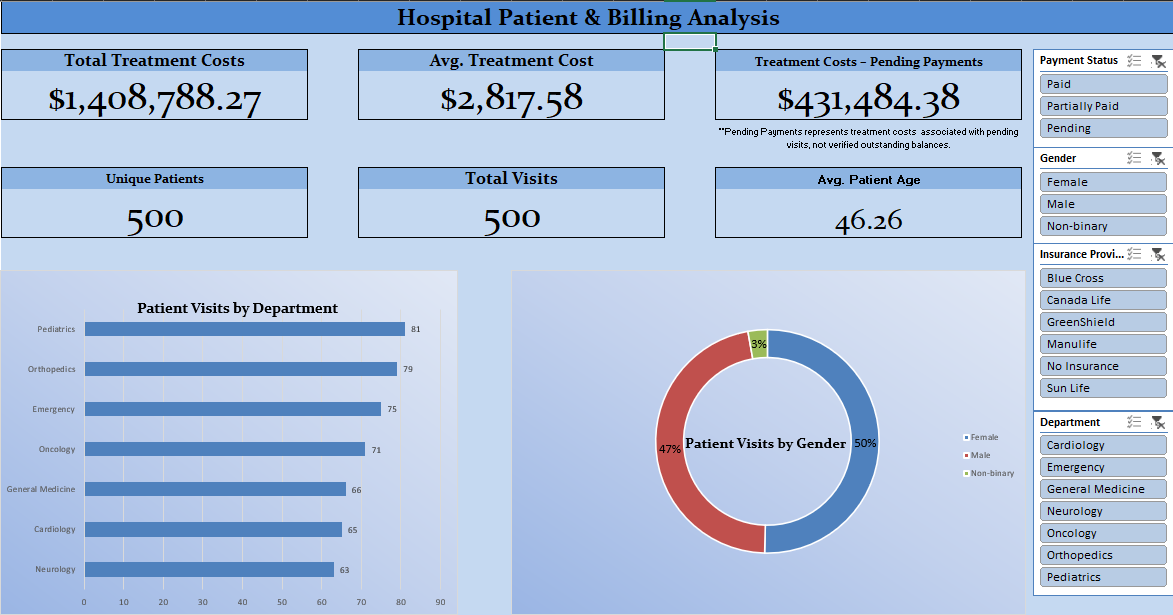 Hospital Patient & Billing Analysis
Total Treatment Costs
$1,408,788.27
Avg. Treatment Cost
$2,817.58
Treatment Costs – Pending Payments
$431,484.38
**Pending Payments represents treatment costs associated with pending
visits, not verified outstanding balances.
Unique Patients
500
Total Visits
500
Avg. Patient Age
46.26
Patient Visits by Department
Pediatrics 81
Orthopedics 79
Emergency 75
Oncology 71
General Medicine 66
Cardiology 65
Neurology 63
0 10 20 30 40 50 60 70 80 90
3%
47% Patient Visits by Gender 50%
Female
Male
Non-binary
Payment Status
Paid
Partially Paid
Pending
Gender
Female
Male
Non-binary
Insurance Provi...
Blue Cross
Canada Life
GreenShield
Manulife
No Insurance
Sun Life
Department
Cardiology
Emergency
General Medicine
Neurology
Oncology
Orthopedics
Pediatrics